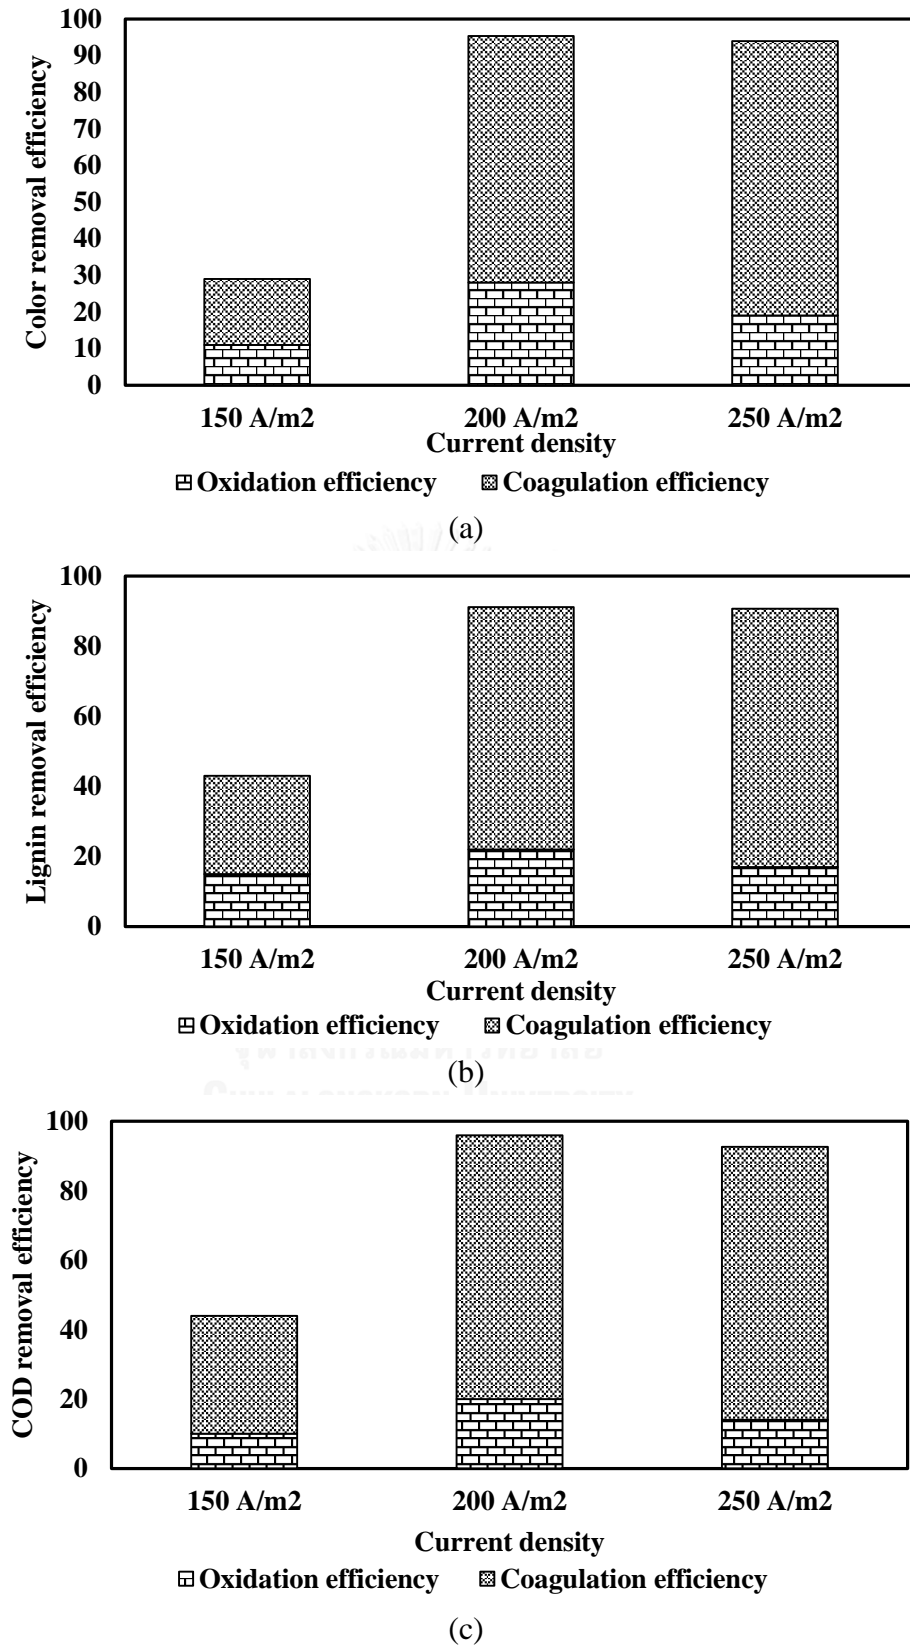 100
90
80
70
60
50
40
30
20
10
0
Color removal efficiency
150 A/m2 200 A/m2 250 A/m2
Current density
Oxidation efficiency Coagulation efficiency
(a)
100
80
60
40
20
0
Lignin removal efficiency
150 A/m2 200 A/m2 250 A/m2
Current density
Oxidation efficiency Coagulation efficiency
(b)
100
80
60
40
20
0
COD removal efficiency
150 A/m2 200 A/m2 250 A/m2
Current density
Oxidation efficiency Coagulation efficiency
(c)